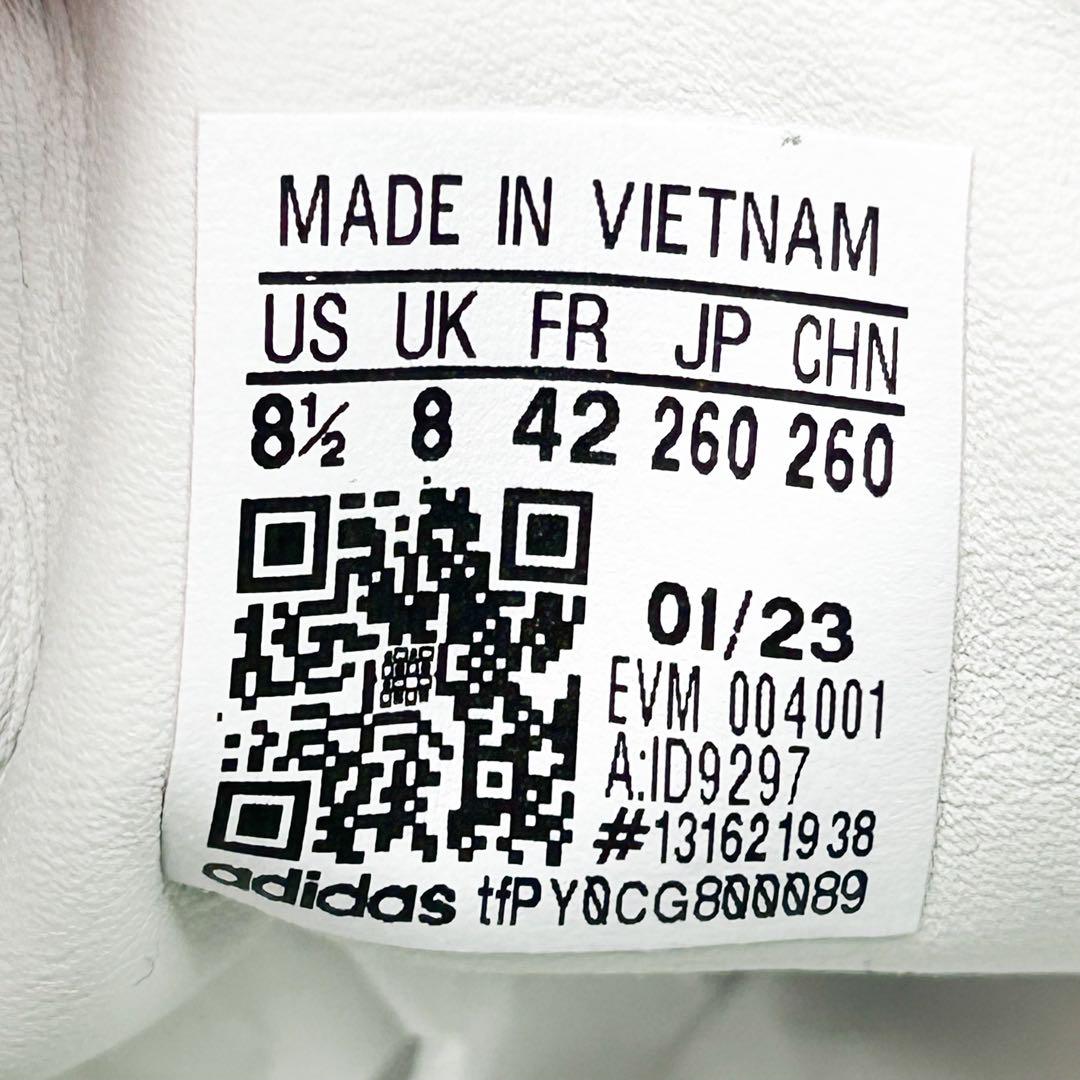 MADE IN VIETNAM
US UK FR JP CHN
8½ 8 42 260 260
01/23
EVM 004001
A:ID9297
#131621938
adidas tfPY0CG800089